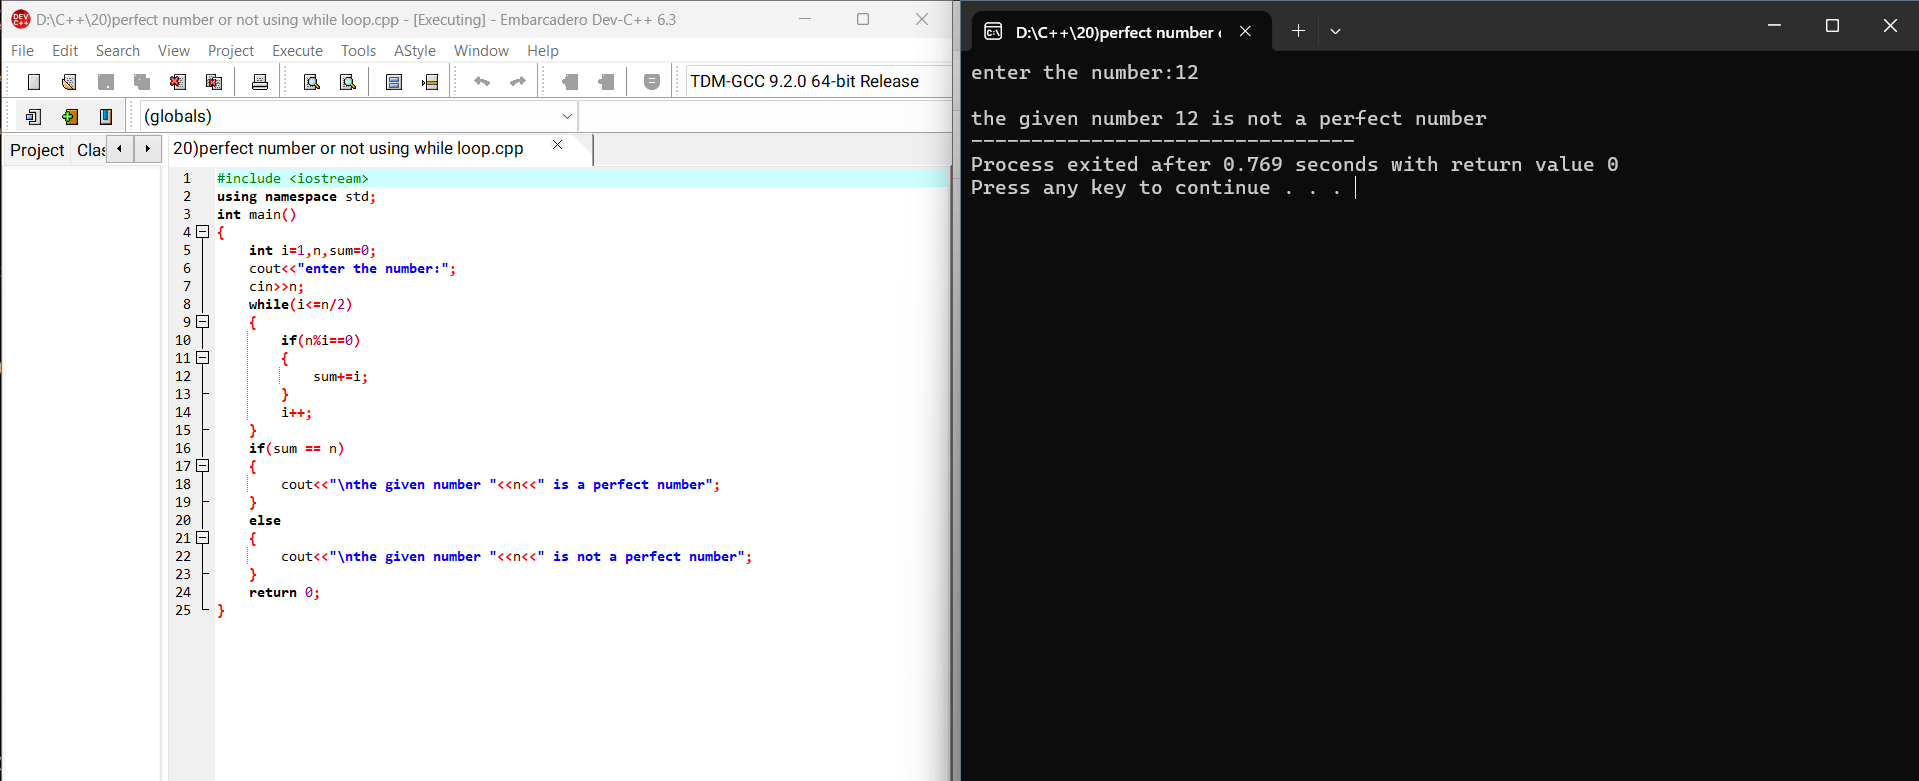 D:\C++\20)perfect number or not using while loop.cpp - [Executing] - Embarcadero Dev-C++ 6.3
File Edit Search View Project Execute Tools AStyle Window Help
TDM-GCC 9.2.0 64-bit Release
(globals)
Project Clas
20)perfect number or not using while loop.cpp
1 #include <iostream>
2 using namespace std;
3 int main()
4 {
5 int i=1,n,sum=0;
6 cout<<"enter the number:";
7 cin>>n;
8 while(i<=n/2)
9 {
10 if(n%i==0)
11 {
12 sum+=i;
13 }
14 i++;
15 }
16 if(sum == n)
17 {
18 cout<<"\nthe given number "<<n<<" is a perfect number";
19 }
20 else
21 {
22 cout<<"\nthe given number "<<n<<" is not a perfect number";
23 }
24 return 0;
25 }
D:\C++\20)perfect number
enter the number:12
the given number 12 is not a perfect number
--------------------------------
Process exited after 0.769 seconds with return value 0
Press any key to continue . . .